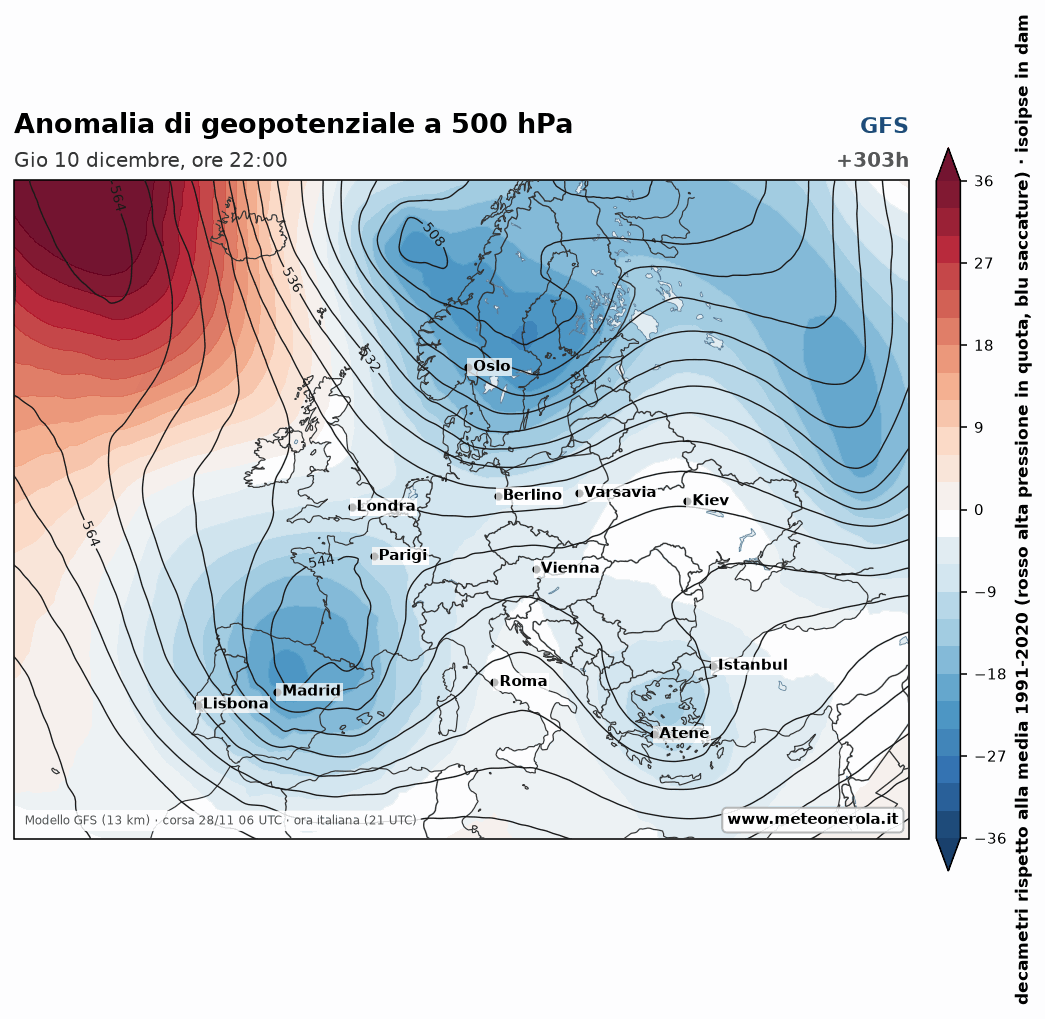 Anomalia di geopotenziale a 500 hPa
GFS
Gio 10 dicembre, ore 22:00
+303h
564
508
536
532
Oslo
564
Londra
Berlino
Varsavia
Kiev
544
Parigi
Vienna
Madrid
Lisbona
Roma
Istanbul
Atene
Modello GFS (13 km) · corsa 28/11 06 UTC · ora italiana (21 UTC)
www.meteonerola.it
36
27
18
9
0
−9
−18
−27
−36
decametri rispetto alla media 1991-2020 (rosso alta pressione in quota, blu saccature) · isoipse in dam